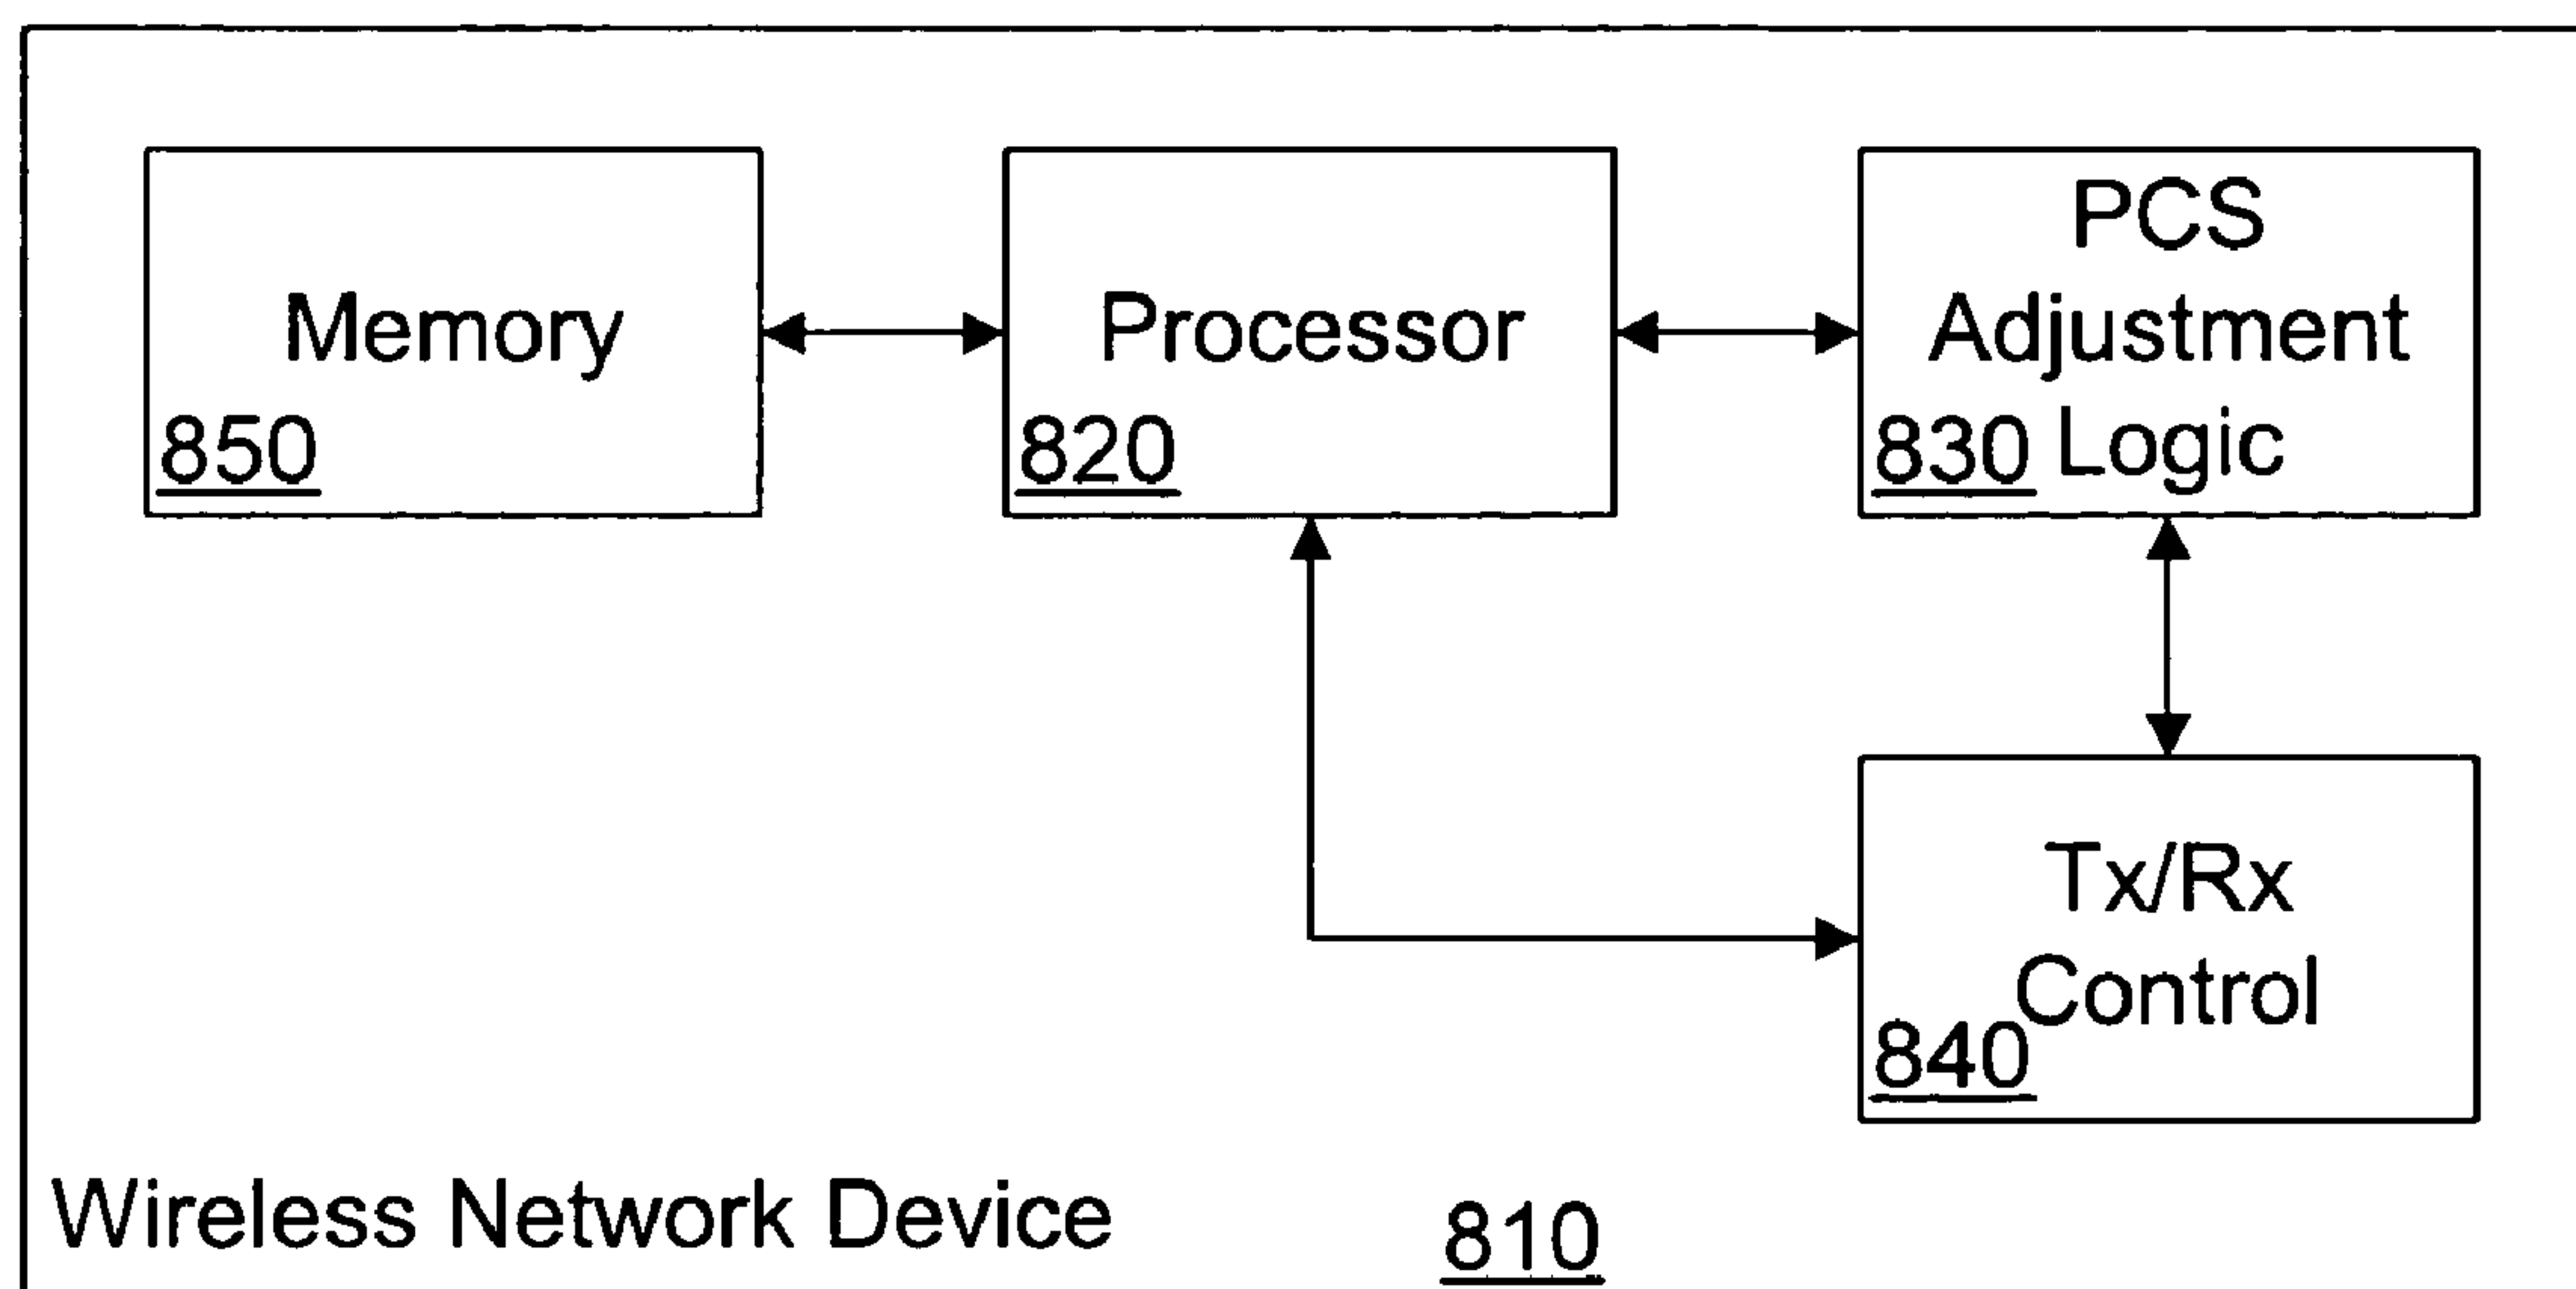 Memory
850
Processor
820
PCS
Adjustment
830 Logic
Tx/Rx
Control
840
Wireless Network Device
810